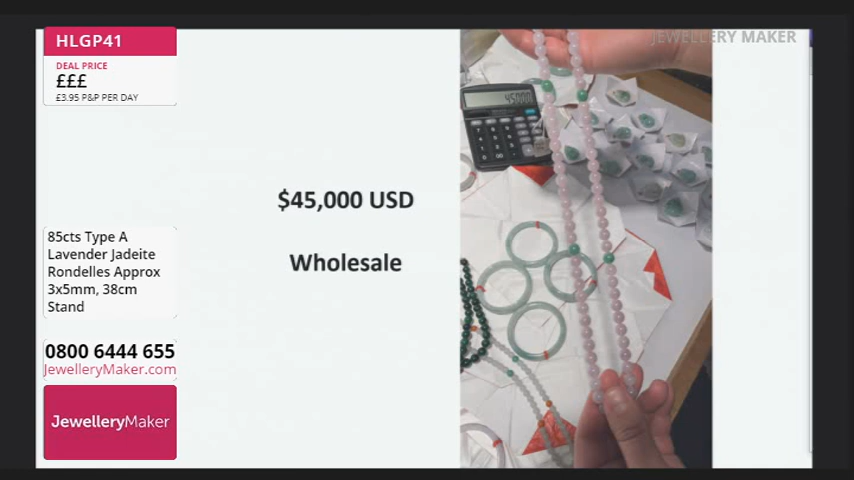 HLGP41
DEAL PRICE
£££
£3.95 P&P PER DAY
JEWELLERY MAKER
$45,000 USD
Wholesale
85cts Type A
Lavender Jadeite
Rondelles Approx
3x5mm, 38cm
Stand
0800 6444 655
JewelleryMaker.com
JewelleryMaker
45000